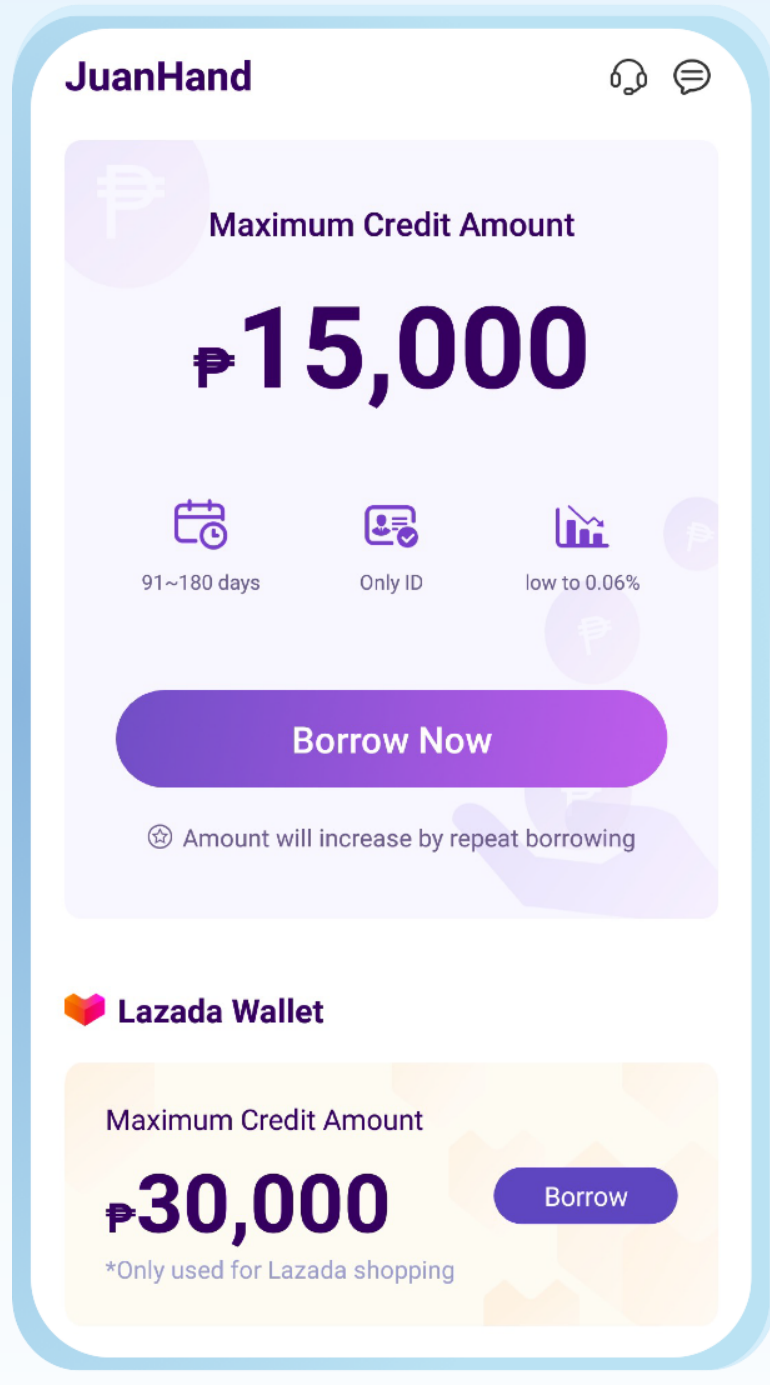 JuanHand
Maximum Credit Amount
₱15,000
91~180 days
Only ID
low to 0.06%
Borrow Now
Amount will increase by repeat borrowing
Lazada Wallet
Maximum Credit Amount
₱30,000
Borrow
*Only used for Lazada shopping